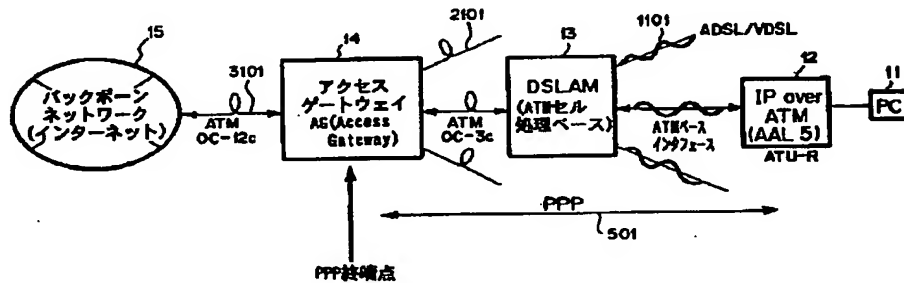 15
バックボーン
ネットワーク
(インターネット)
3101
ATM
OC-12c
14
アクセス
ゲートウェイ
AG(Access
Gateway)
PPP終端点
2101
ATM
OC-3c
13
DSLAM
(ATMセル
処理ベース)
1101
ADSL/VDSL
ATMベース
インタフェース
12
IP over
ATM
(AAL 5)
ATU-R
11
PC
PPP
501